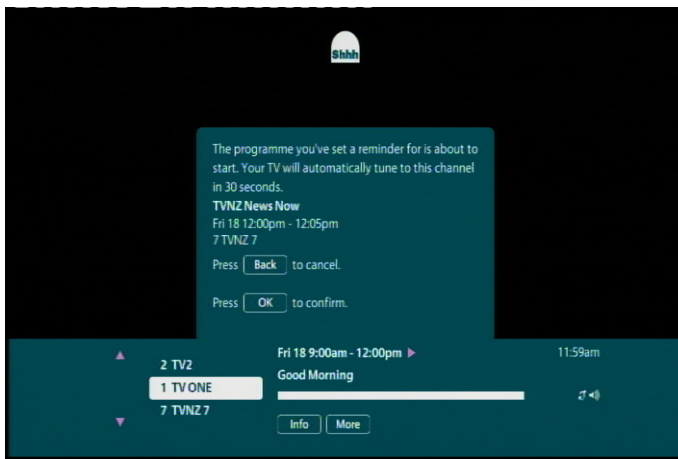 Shhh
The programme you've set a reminder for is about to
start. Your TV will automatically tune to this channel
in 30 seconds.
TVNZ News Now
Fri 18 12:00pm - 12:05pm
7 TVNZ 7
Press Back to cancel.
Press OK to confirm.
2 TV2
1 TV ONE
7 TVNZ 7
Fri 18 9:00am - 12:00pm
Good Morning
Info More
11:59am